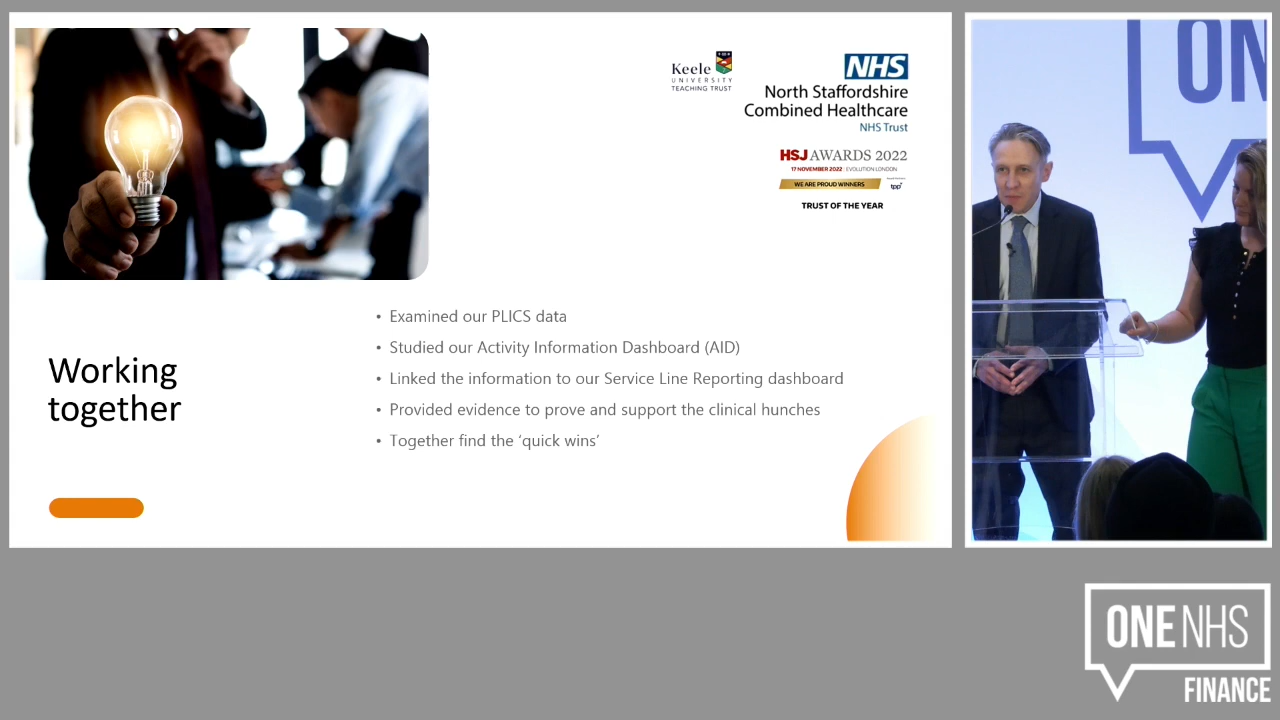 Keele
UNIVERSITY
TEACHING TRUST
NHS
North Staffordshire
Combined Healthcare
NHS Trust
HSJ AWARDS 2022
17 NOVEMBER 2022 | EVOLUTION LONDON
WE ARE PROUD WINNERS
tpp
TRUST OF THE YEAR
Working
together
• Examined our PLICS data
• Studied our Activity Information Dashboard (AID)
• Linked the information to our Service Line Reporting dashboard
• Provided evidence to prove and support the clinical hunches
• Together find the ‘quick wins’
ON
ONE NHS
FINANCE